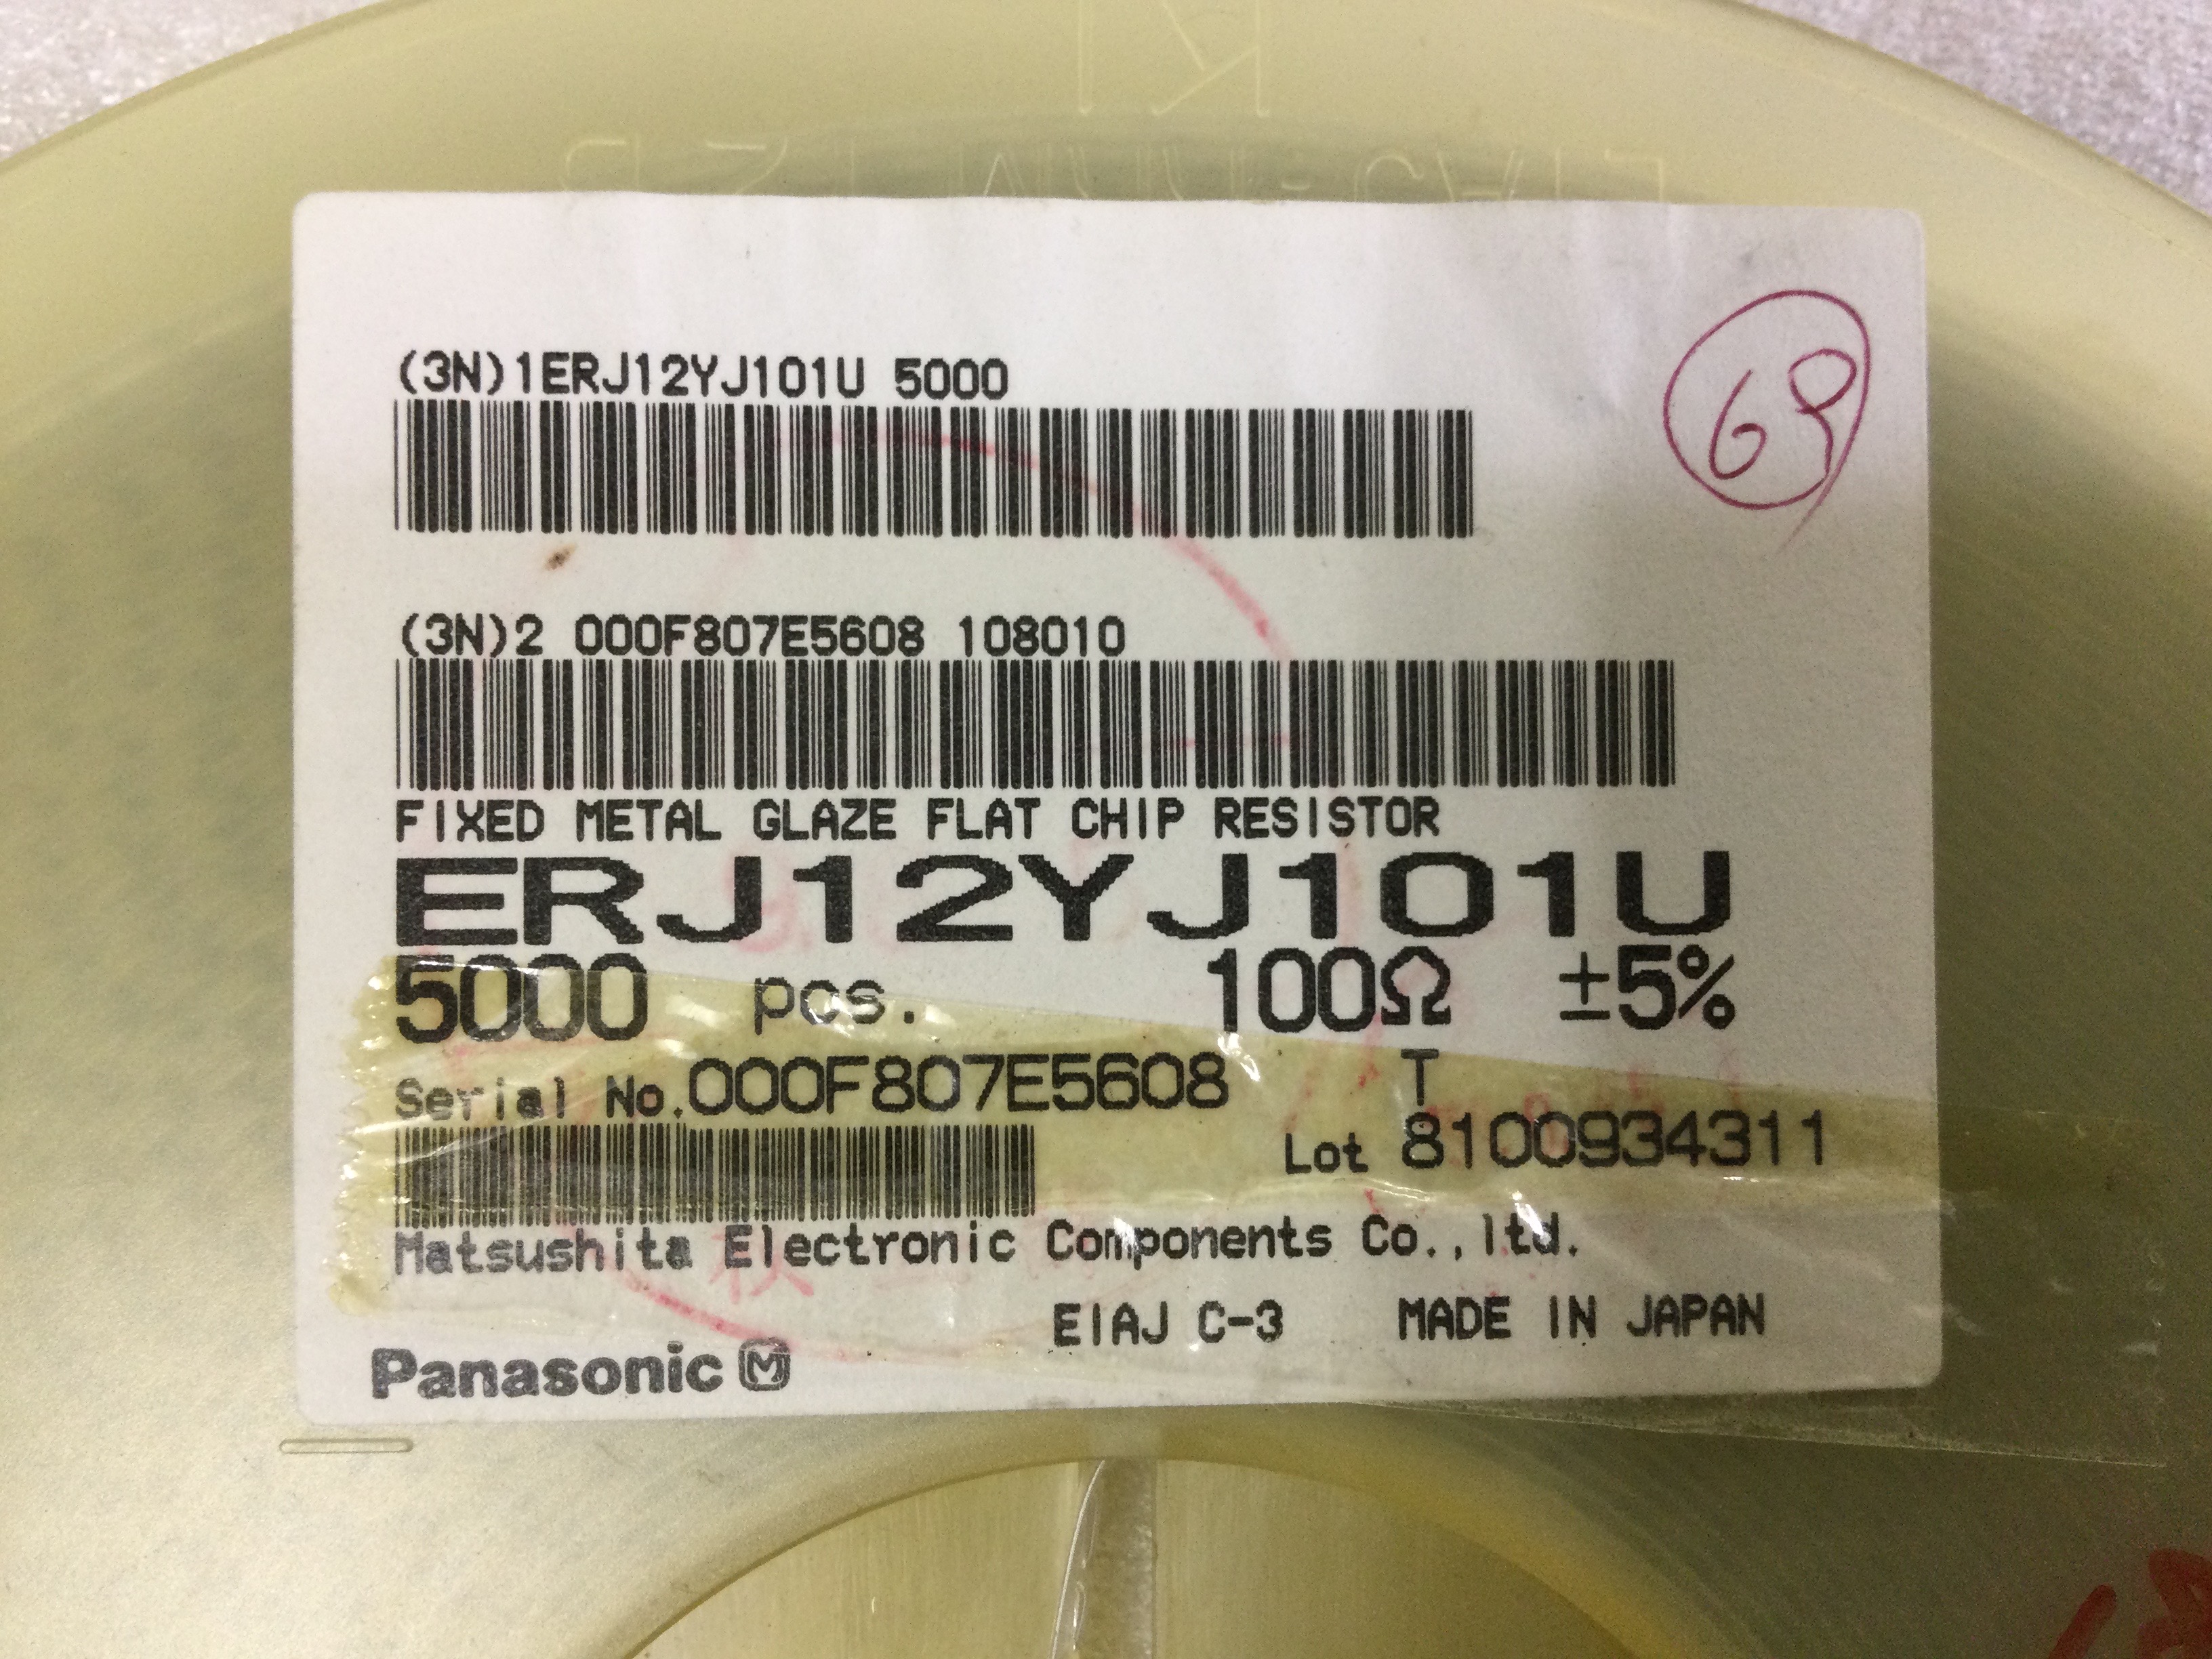 (3N)1ERJ12YJ101U 5000
69
(3N)2 000F807E5608 108010
FIXED METAL GLAZE FLAT CHIP RESISTOR
ERJ12YJ101U
5000 pcs. 100Ω ±5%
Serial No.000F807E5608 T
Lot 8100934311
Matsushita Electronic Components Co.,ltd.
EIAJ C-3 MADE IN JAPAN
Panasonic M